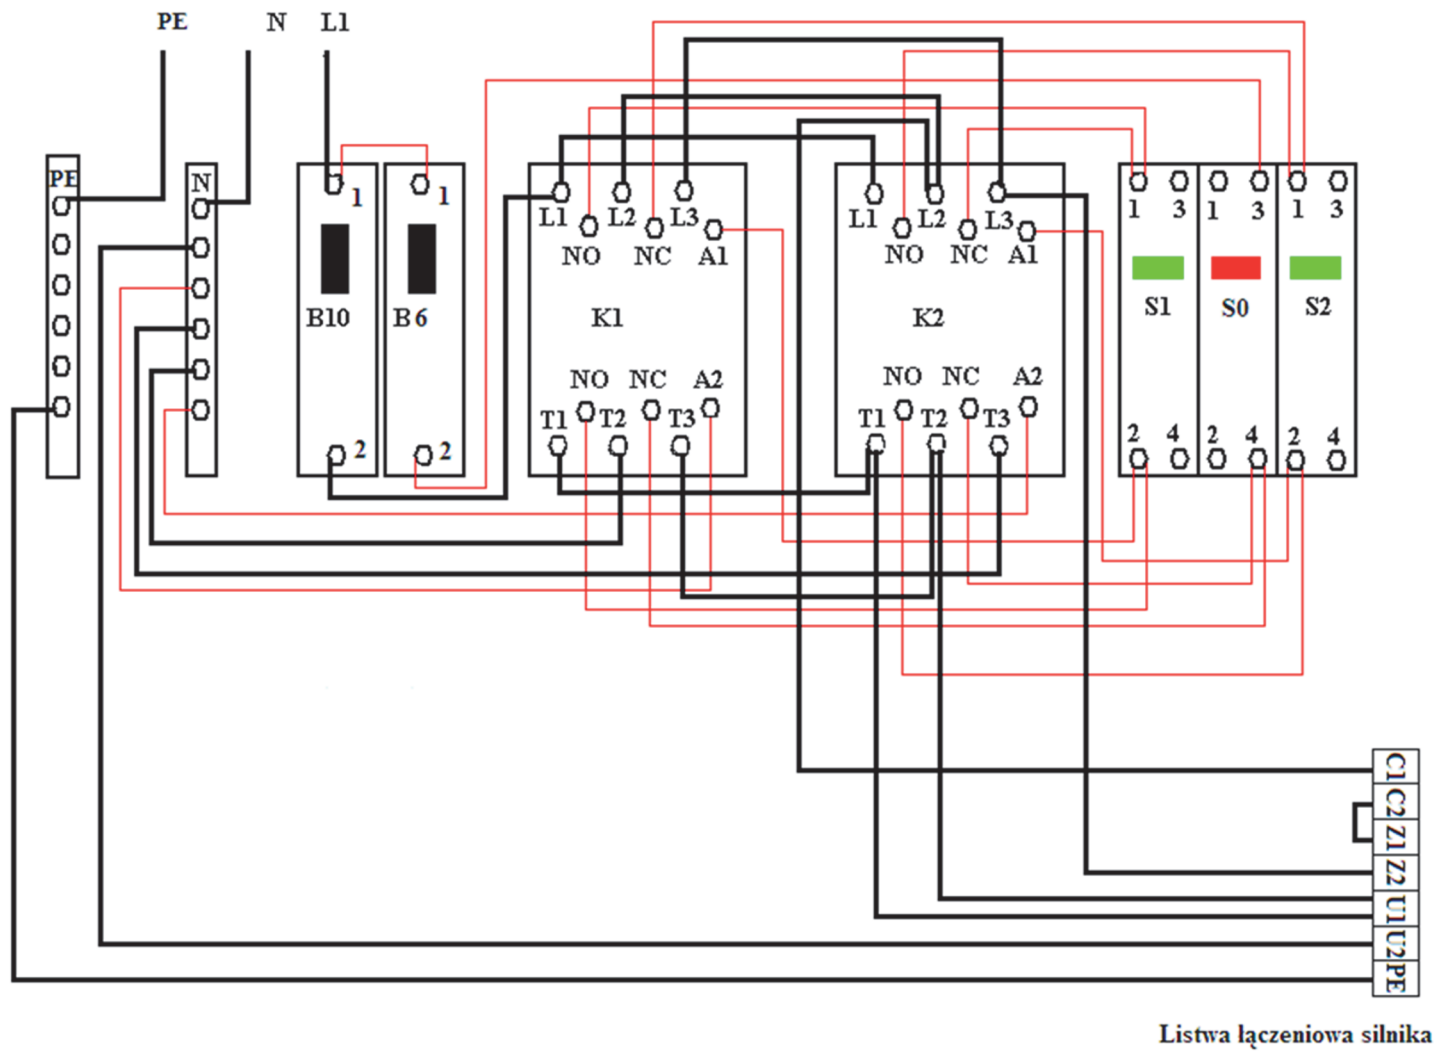 PE N L1
PE
N
1 1
B10 B6
2 2
L1 L2 L3
NO NC A1
K1
NO NC A2
T1 T2 T3
L1 L2 L3
NO NC A1
K2
NO NC A2
T1 T2 T3
1 3 1 3 1 3
S1 S0 S2
2 4 2 4 2 4
C1
C2
Z1
Z2
U1
U2
PE
Listwa łączeniowa silnika